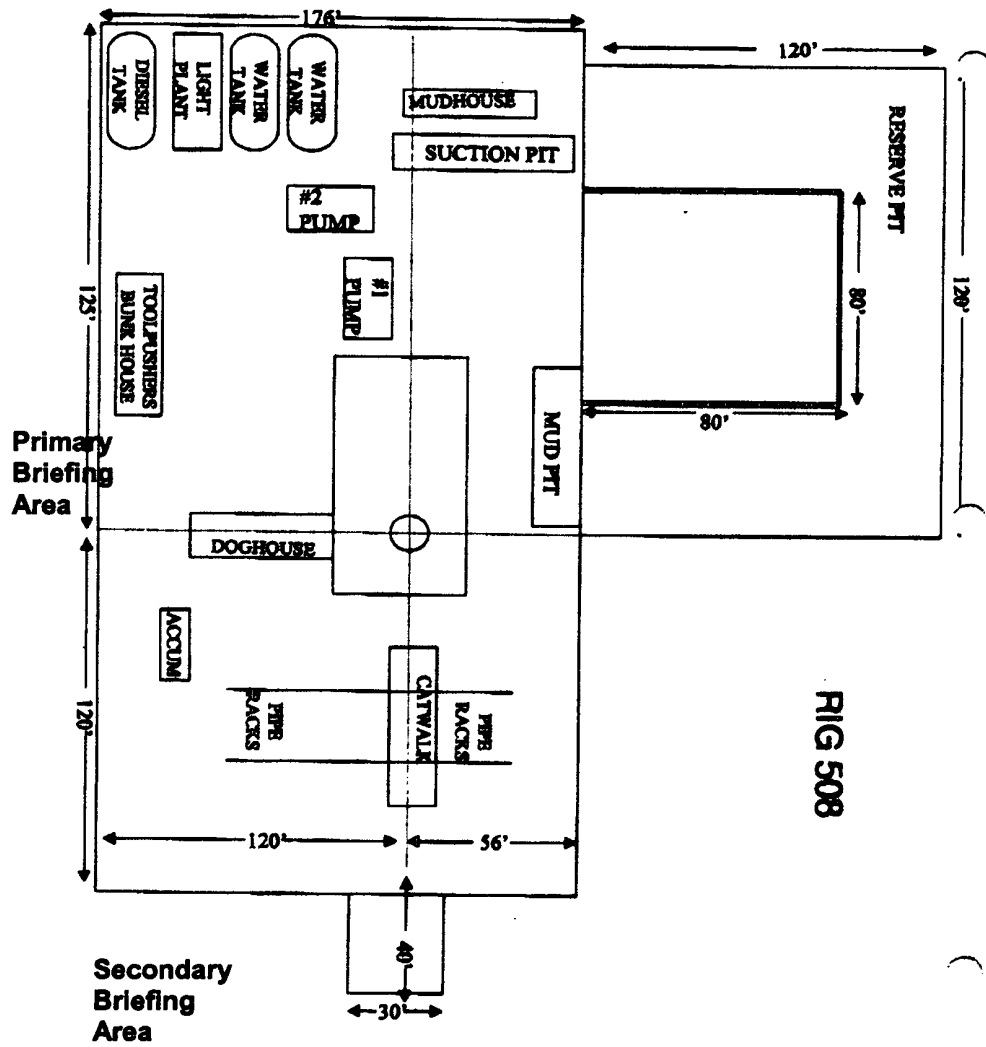 176'
120'
DIESEL
TANK
LIGHT
PLANT
WATER
TANK
WATER
TANK
MUDHOUSE
SUCTION PIT
RESERVE PIT
#2
PUMP
#1
PUMP
TOOLPUSHERS
BUNK HOUSE
80'
120'
80'
MUD PIT
Primary
Briefing
Area
DOGHOUSE
ACCUM
120'
PIPE
RACKS
CATWALK
PIPE
RACKS
RIG 508
120'
56'
40'
30'
Secondary
Briefing
Area